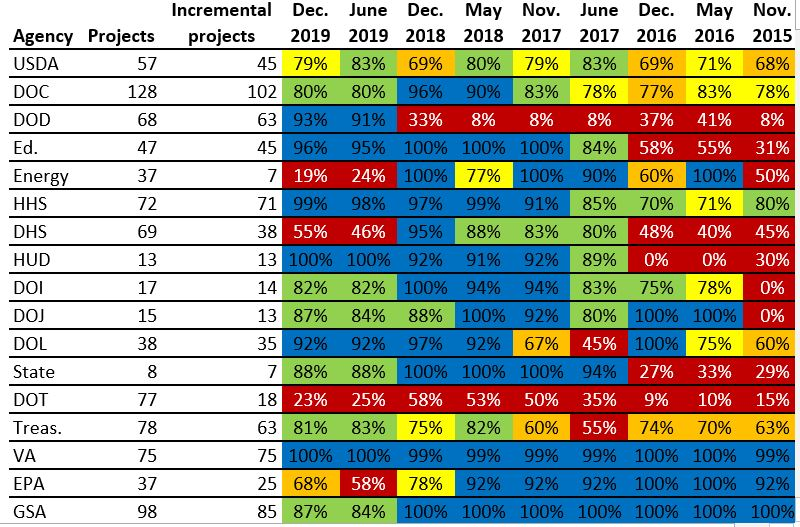 Incremental Dec. June Dec. May Nov. June Dec. May Nov.
Agency Projects projects 2019 2019 2018 2018 2017 2017 2016 2016 2015
USDA 57 45 79% 83% 69% 80% 79% 83% 69% 71% 68%
DOC 128 102 80% 80% 96% 90% 83% 78% 77% 83% 78%
DOD 68 63 93% 91% 33% 8% 8% 8% 37% 41% 8%
Ed. 47 45 96% 95% 100% 100% 100% 84% 58% 55% 31%
Energy 37 7 19% 24% 100% 77% 100% 90% 60% 100% 50%
HHS 72 71 99% 98% 97% 99% 91% 85% 70% 71% 80%
DHS 69 38 55% 46% 95% 88% 83% 80% 48% 40% 45%
HUD 13 13 100% 100% 92% 91% 92% 89% 0% 0% 30%
DOI 17 14 82% 82% 100% 94% 94% 83% 75% 78% 0%
DOJ 15 13 87% 84% 88% 100% 92% 80% 100% 100% 0%
DOL 38 35 92% 92% 97% 92% 67% 45% 100% 75% 60%
State 8 7 88% 88% 100% 100% 100% 94% 27% 33% 29%
DOT 77 18 23% 25% 58% 53% 50% 35% 9% 10% 15%
Treas. 78 63 81% 83% 75% 82% 60% 55% 74% 70% 63%
VA 75 75 100% 100% 99% 99% 99% 99% 100% 100% 99%
EPA 37 25 68% 58% 78% 92% 92% 92% 100% 100% 92%
GSA 98 85 87% 84% 100% 100% 100% 100% 100% 100% 100%